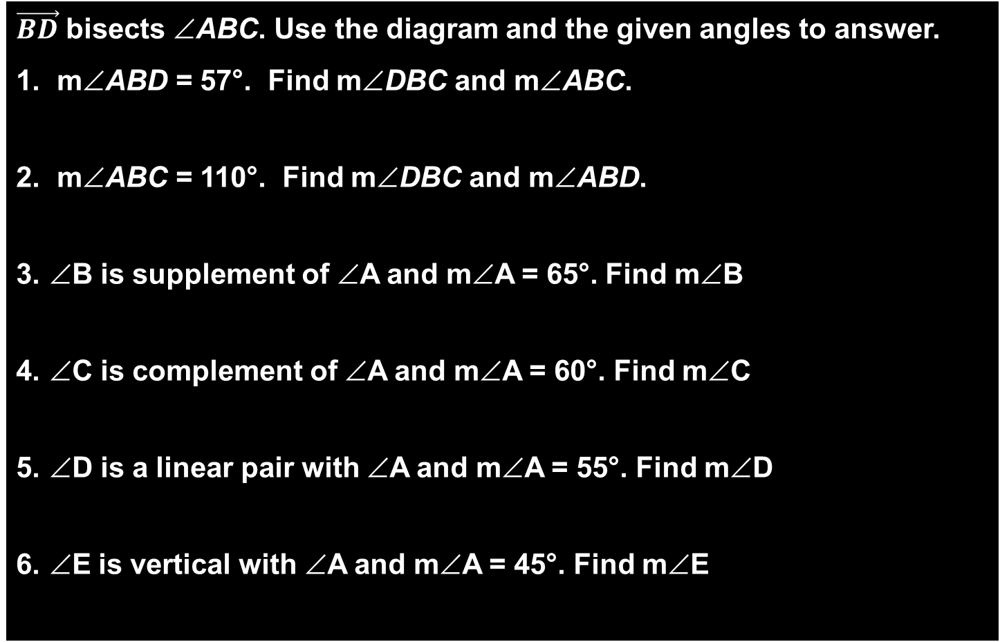 $\overrightarrow{BD}$ bisects ∠ABC. Use the diagram and the given angles to answer.
1. m∠ABD = 57°. Find m∠DBC and m∠ABC.
2. m∠ABC = 110°. Find m∠DBC and m∠ABD.
3. ∠B is supplement of ∠A and m∠A = 65°. Find m∠B
4. ∠C is complement of ∠A and m∠A = 60°. Find m∠C
5. ∠D is a linear pair with ∠A and m∠A = 55°. Find m∠D
6. ∠E is vertical with ∠A and m∠A = 45°. Find m∠E